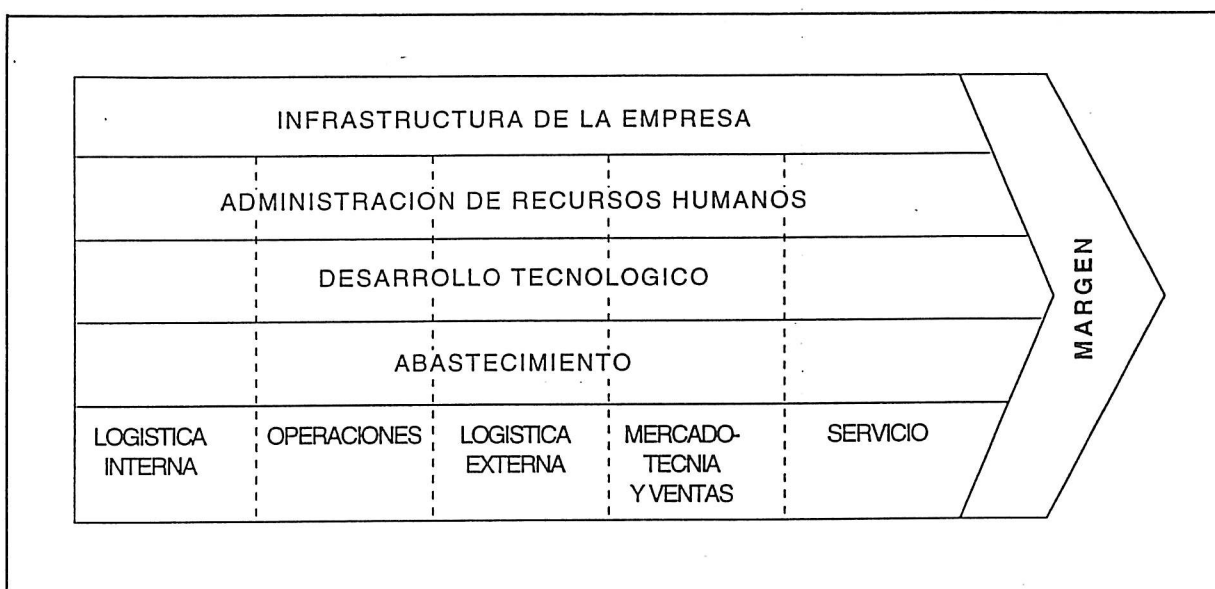 INFRASTRUCTURA DE LA EMPRESA
ADMINISTRACION DE RECURSOS HUMANOS
DESARROLLO TECNOLOGICO
ABASTECIMIENTO
LOGISTICA
INTERNA
OPERACIONES
LOGISTICA
EXTERNA
MERCADO-
TECNIA
Y VENTAS
SERVICIO
MARGEN